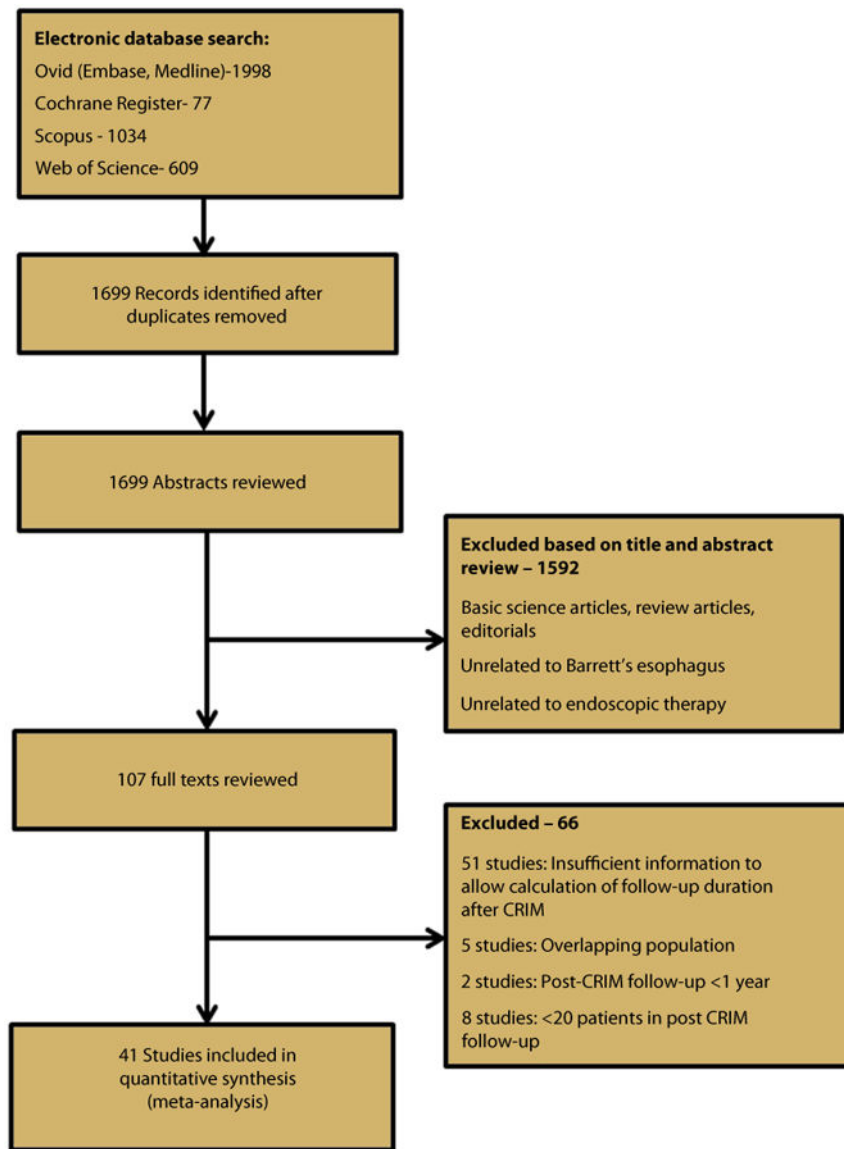 Electronic database search:
Ovid (Embase, Medline)-1998
Cochrane Register- 77
Scopus - 1034
Web of Science- 609
1699 Records identified after
duplicates removed
1699 Abstracts reviewed
Excluded based on title and abstract
review – 1592
Basic science articles, review articles,
editorials
Unrelated to Barrett’s esophagus
Unrelated to endoscopic therapy
107 full texts reviewed
Excluded – 66
51 studies: Insufficient information to
allow calculation of follow-up duration
after CRIM
5 studies: Overlapping population
2 studies: Post-CRIM follow-up <1 year
8 studies: <20 patients in post CRIM
follow-up
41 Studies included in
quantitative synthesis
(meta-analysis)